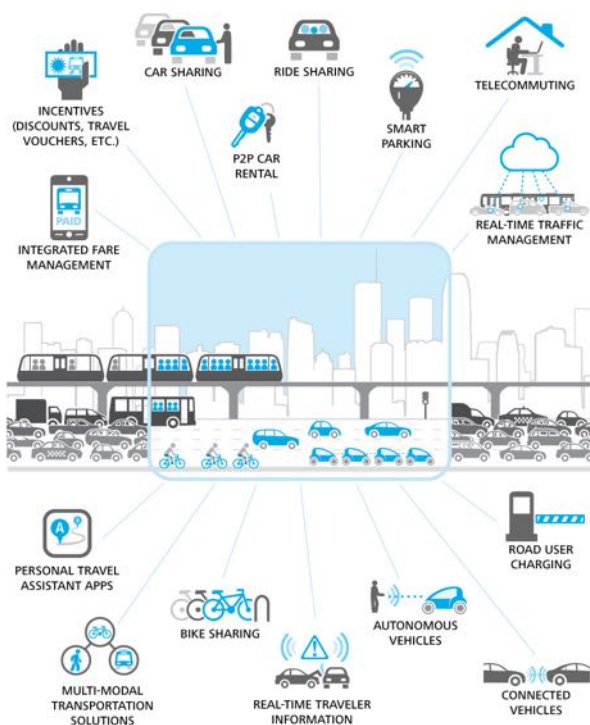 CAR SHARING
RIDE SHARING
TELECOMMUTING
INCENTIVES
(DISCOUNTS, TRAVEL
VOUCHERS, ETC.)
P2P CAR
RENTAL
SMART
PARKING
PAID
INTEGRATED FARE
MANAGEMENT
REAL-TIME TRAFFIC
MANAGEMENT
A
PERSONAL TRAVEL
ASSISTANT APPS
ROAD USER
CHARGING
BIKE SHARING
AUTONOMOUS
VEHICLES
MULTI-MODAL
TRANSPORTATION
SOLUTIONS
REAL-TIME TRAVELER
INFORMATION
CONNECTED
VEHICLES